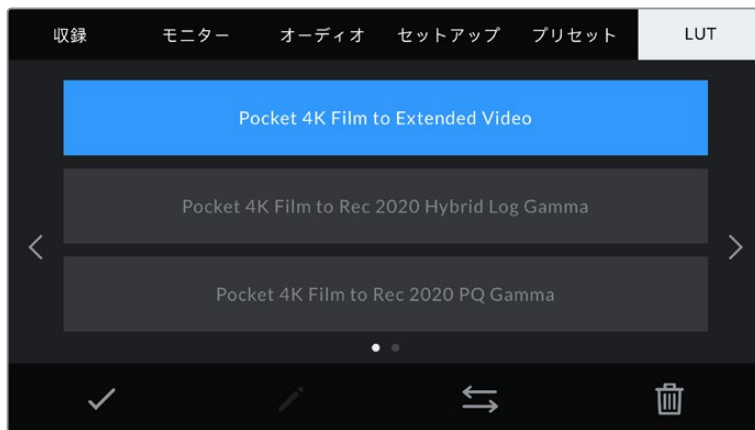 収録 モニター オーディオ セットアップ プリセット LUT
Pocket 4K Film to Extended Video
Pocket 4K Film to Rec 2020 Hybrid Log Gamma
Pocket 4K Film to Rec 2020 PQ Gamma